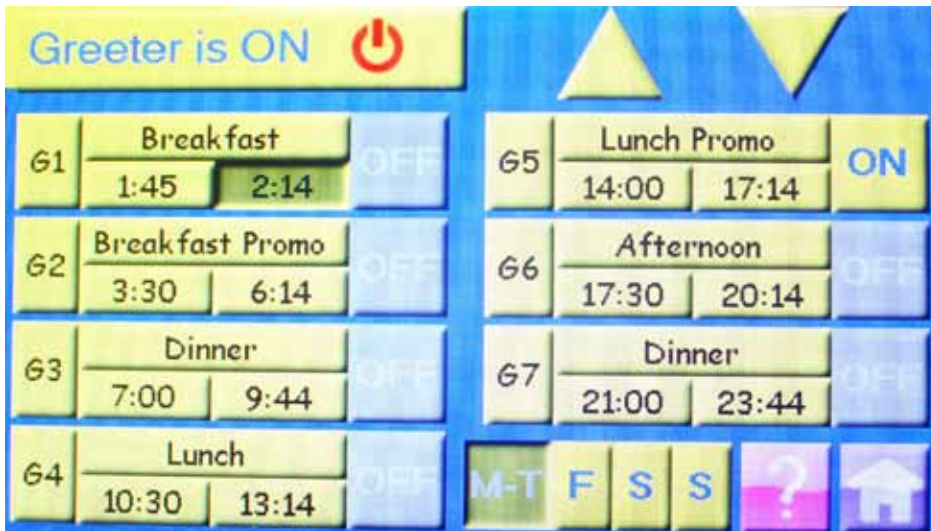 Greeter is ON
G1
Breakfast
1:45 2:14
OFF
G2
Breakfast Promo
3:30 6:14
OFF
G3
Dinner
7:00 9:44
OFF
G4
Lunch
10:30 13:14
OFF
G5
Lunch Promo
14:00 17:14
ON
G6
Afternoon
17:30 20:14
OFF
G7
Dinner
21:00 23:44
OFF
M-T F S S ?